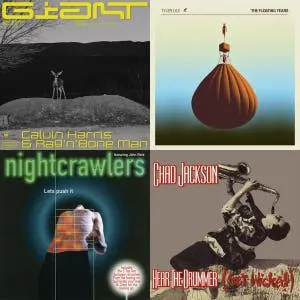 Giant
Calvin Harris
& Rag'n'Bone Man
THE FLOATING YEARS
featuring John Reid
nightcrawlers
Lets push it
CHAD JACKSON
HEAR THE DRUMMER (Get Wicked)